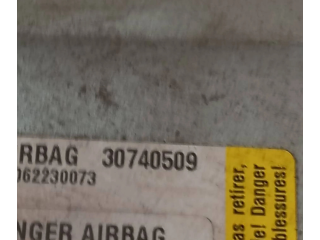 RBAG 30740509
062230073
NGER AIRBAG
as retirer,
e! Danger
blessures!